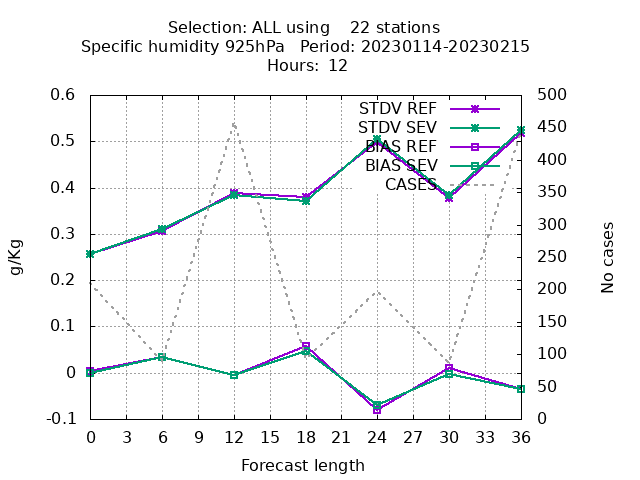 Selection: ALL using    22 stations
Specific humidity 925hPa   Period: 20230114-20230215
Hours: 12
STDV REF
STDV SEV
BIAS REF
BIAS SEV
CASES
0.6
0.5
0.4
0.3
0.2
0.1
0
-0.1
g/Kg
500
450
400
350
300
250
200
150
100
50
0
No cases
0 3 6 9 12 15 18 21 24 27 30 33 36
Forecast length